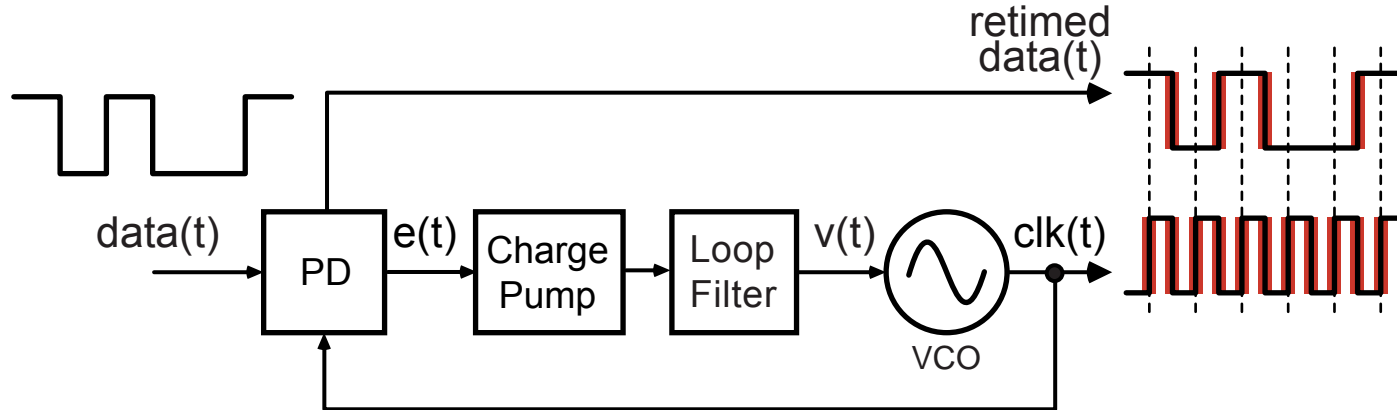 retimed
data(t)
data(t)
PD
e(t)
Charge
Pump
Loop
Filter
v(t)
VCO
clk(t)